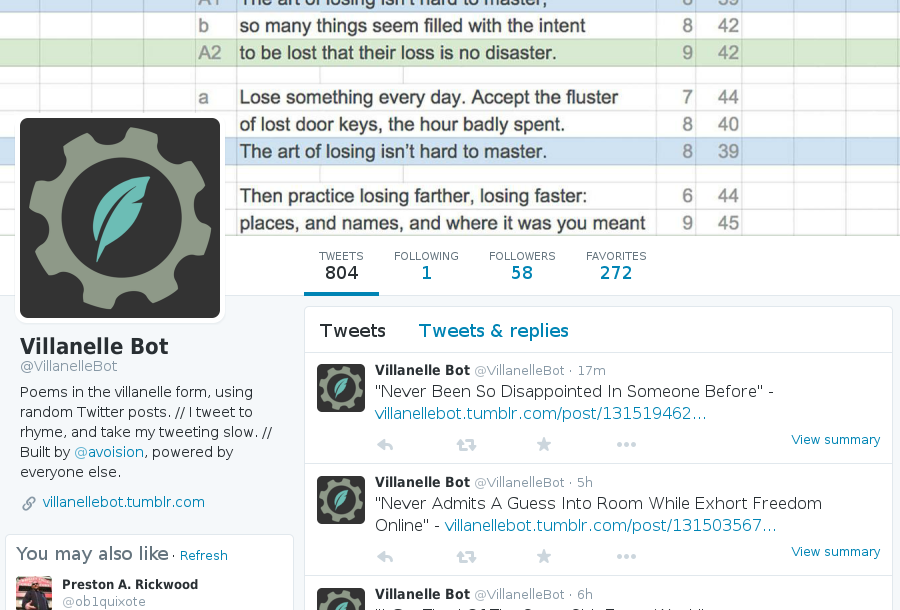 A1 The art of losing isn't hard to master; 8 39
b so many things seem filled with the intent 8 42
A2 to be lost that their loss is no disaster. 9 42
a Lose something every day. Accept the fluster 7 44
of lost door keys, the hour badly spent. 8 40
The art of losing isn't hard to master. 8 39
Then practice losing farther, losing faster: 6 44
places, and names, and where it was you meant 9 45
TWEETS FOLLOWING FOLLOWERS FAVORITES
804 1 58 272
Villanelle Bot
@VillanelleBot
Poems in the villanelle form, using
random Twitter posts. // I tweet to
rhyme, and take my tweeting slow. //
Built by @avoision, powered by
everyone else.
villanellebot.tumblr.com
You may also like · Refresh
Preston A. Rickwood
@ob1quixote
Tweets Tweets & replies
Villanelle Bot @VillanelleBot · 17m
"Never Been So Disappointed In Someone Before" -
villanellebot.tumblr.com/post/131519462...
View summary
Villanelle Bot @VillanelleBot · 5h
"Never Admits A Guess Into Room While Exhort Freedom
Online" - villanellebot.tumblr.com/post/131503567...
View summary
Villanelle Bot @VillanelleBot · 6h